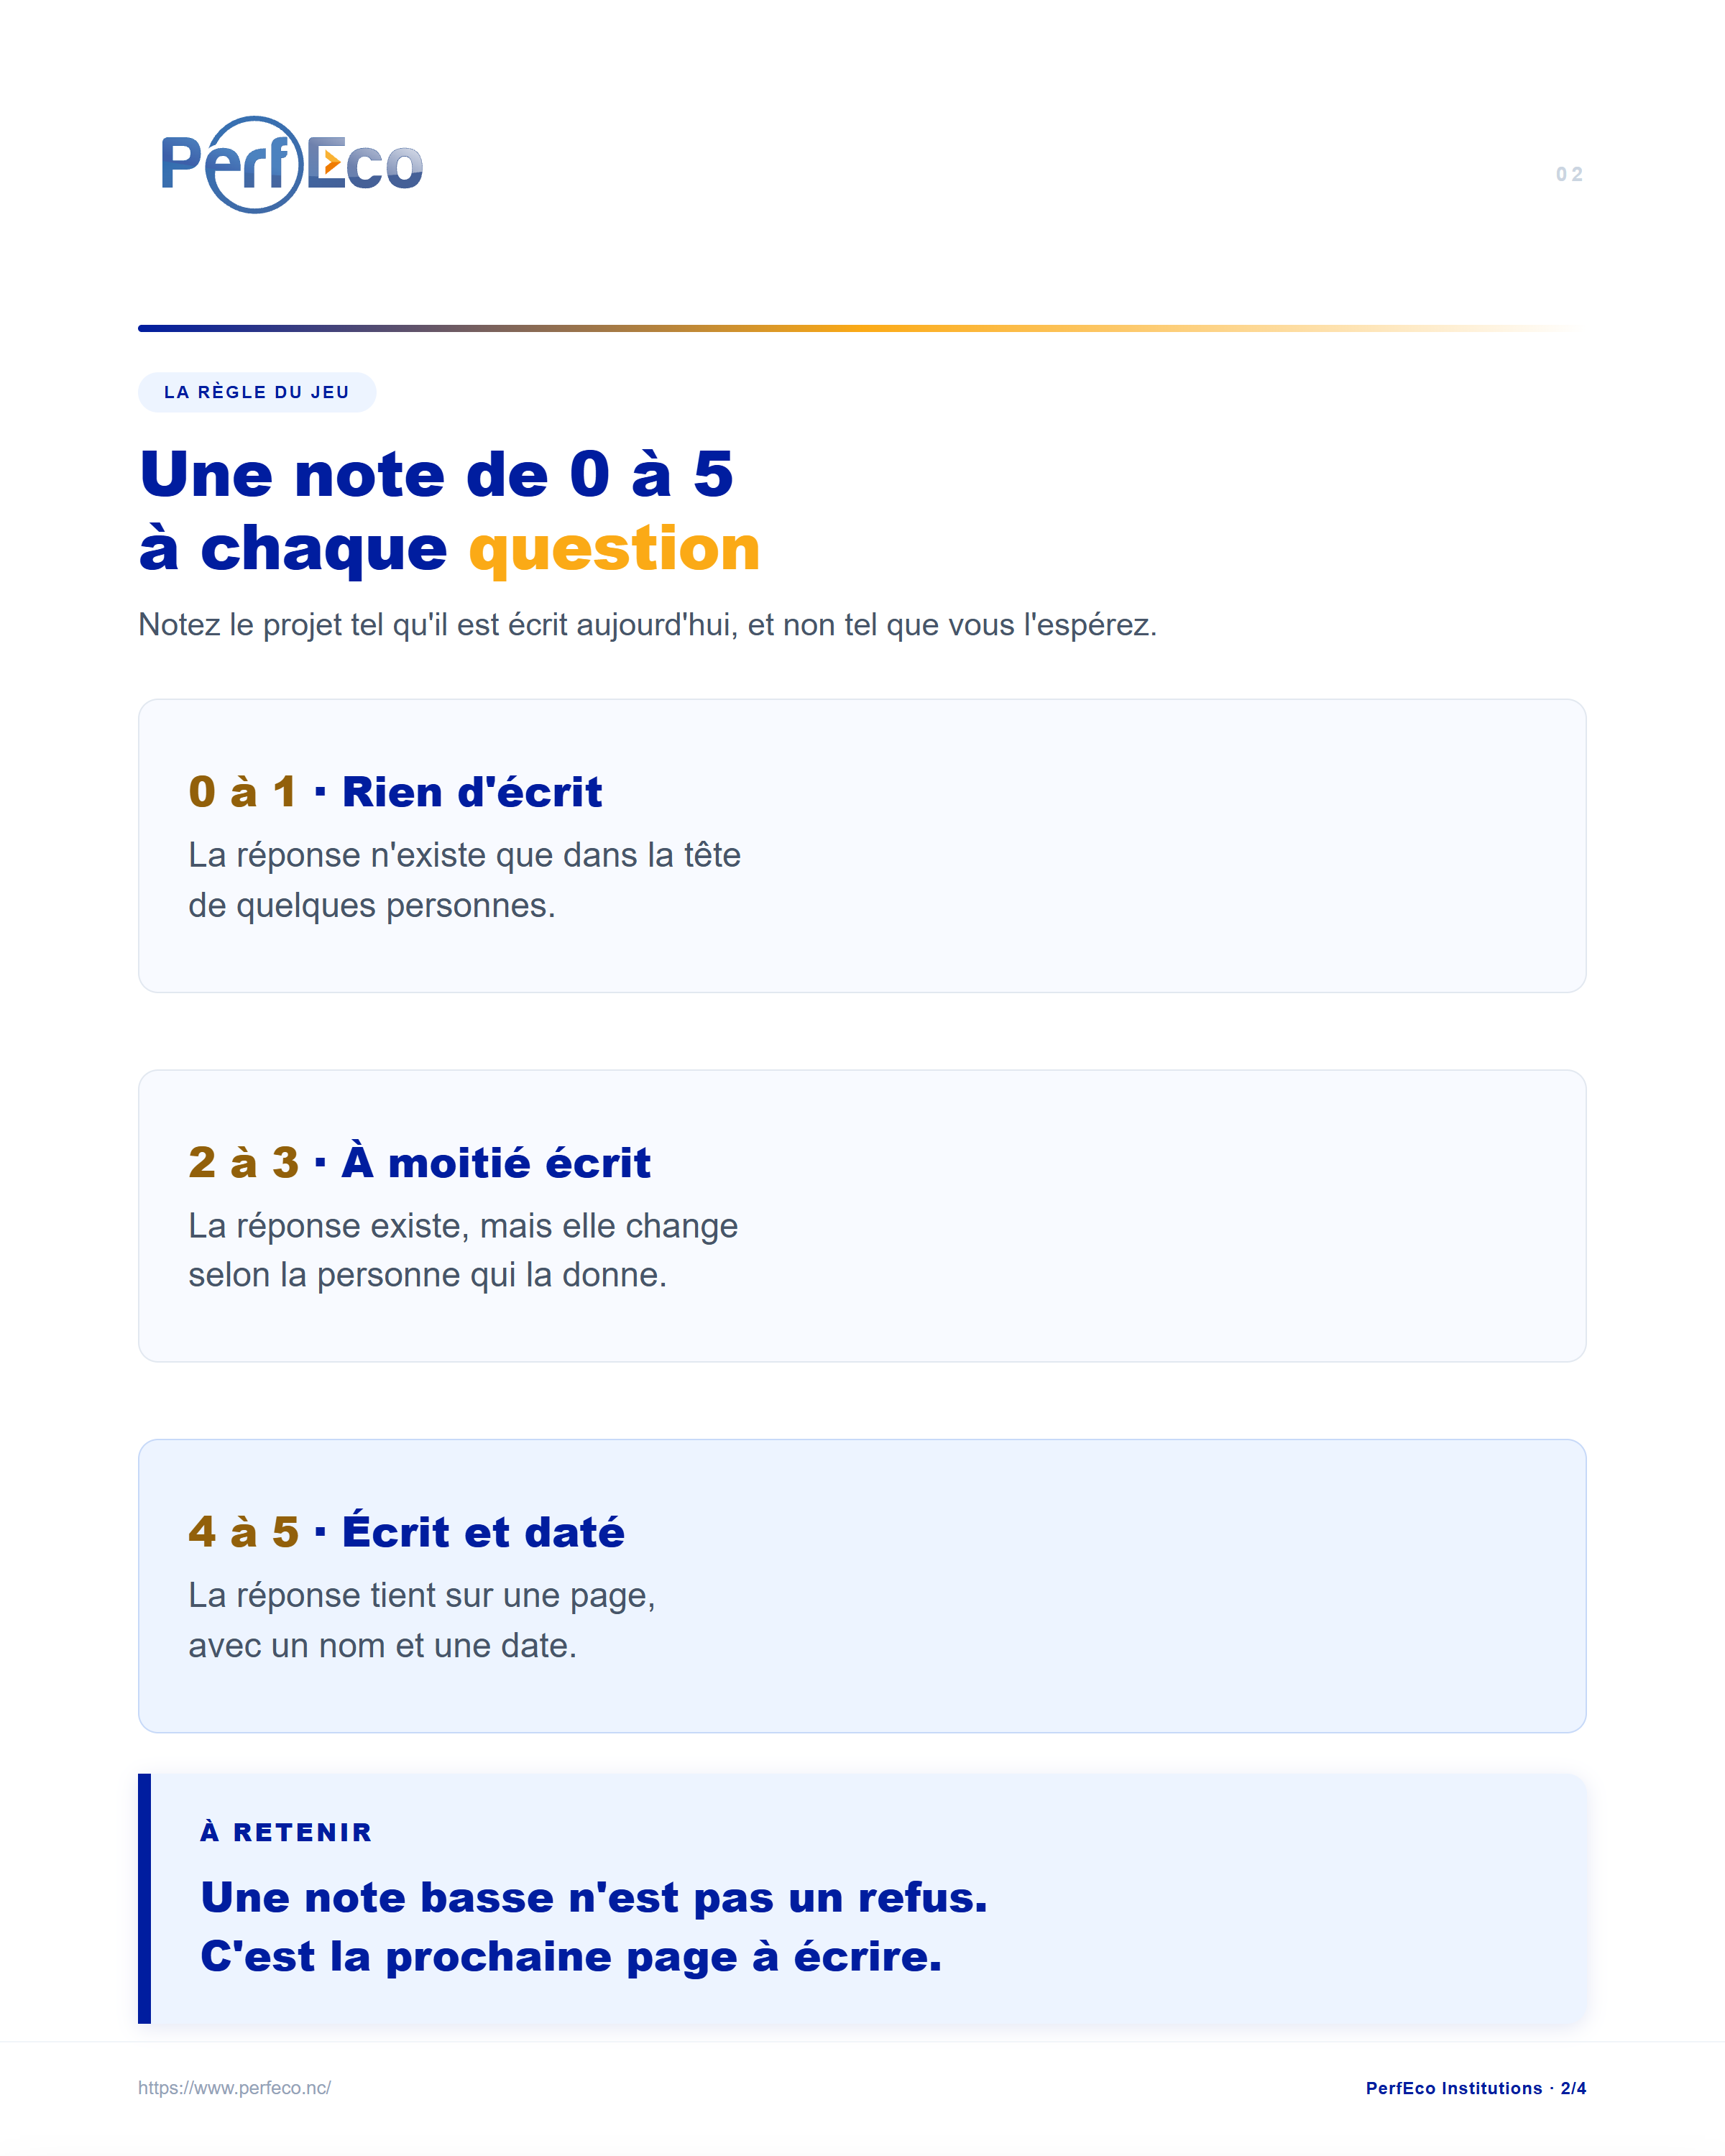 PerfEco
02
LA RÈGLE DU JEU
Une note de 0 à 5
à chaque question
Notez le projet tel qu'il est écrit aujourd'hui, et non tel que vous l'espérez.
0 à 1 · Rien d'écrit
La réponse n'existe que dans la tête
de quelques personnes.
2 à 3 · À moitié écrit
La réponse existe, mais elle change
selon la personne qui la donne.
4 à 5 · Écrit et daté
La réponse tient sur une page,
avec un nom et une date.
À RETENIR
Une note basse n'est pas un refus.
C'est la prochaine page à écrire.
https://www.perfeco.nc/
PerfEco Institutions · 2/4